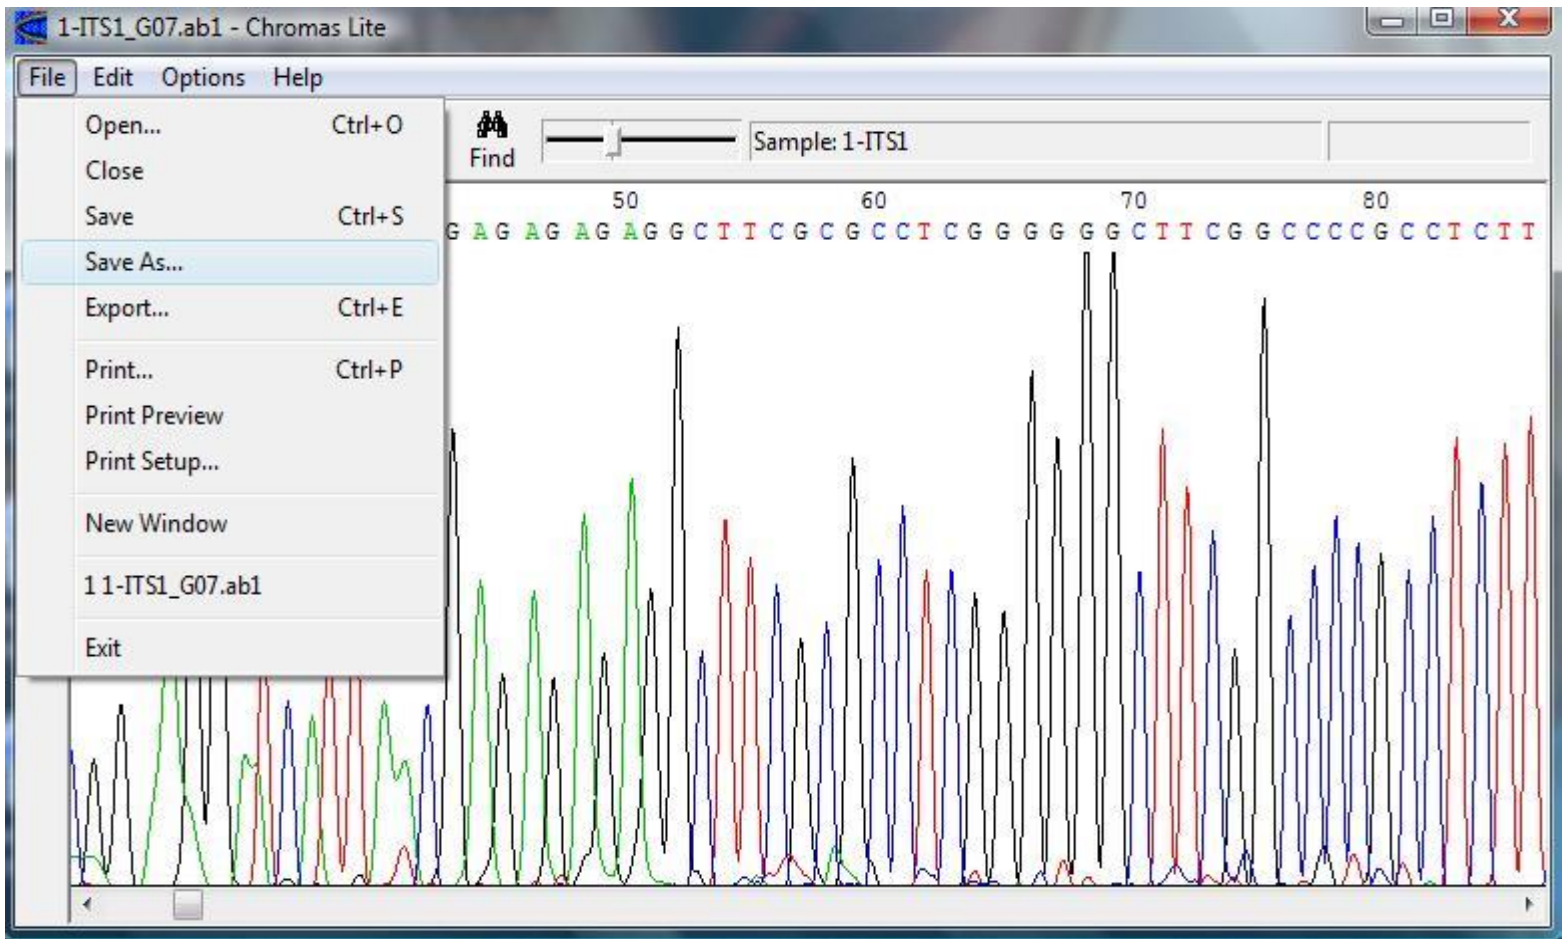 1-ITS1_G07.ab1 - Chromas Lite
File Edit Options Help
Open... Ctrl+O
Close
Save Ctrl+S
Save As...
Export... Ctrl+E
Print... Ctrl+P
Print Preview
Print Setup...
New Window
1 1-ITS1_G07.ab1
Exit
Find
Sample: 1-ITS1
50 60 70 80
G A G A G A G A G G C T T C G C G C C T C G G G G G G C T T C G G C C C C G C C T C T T